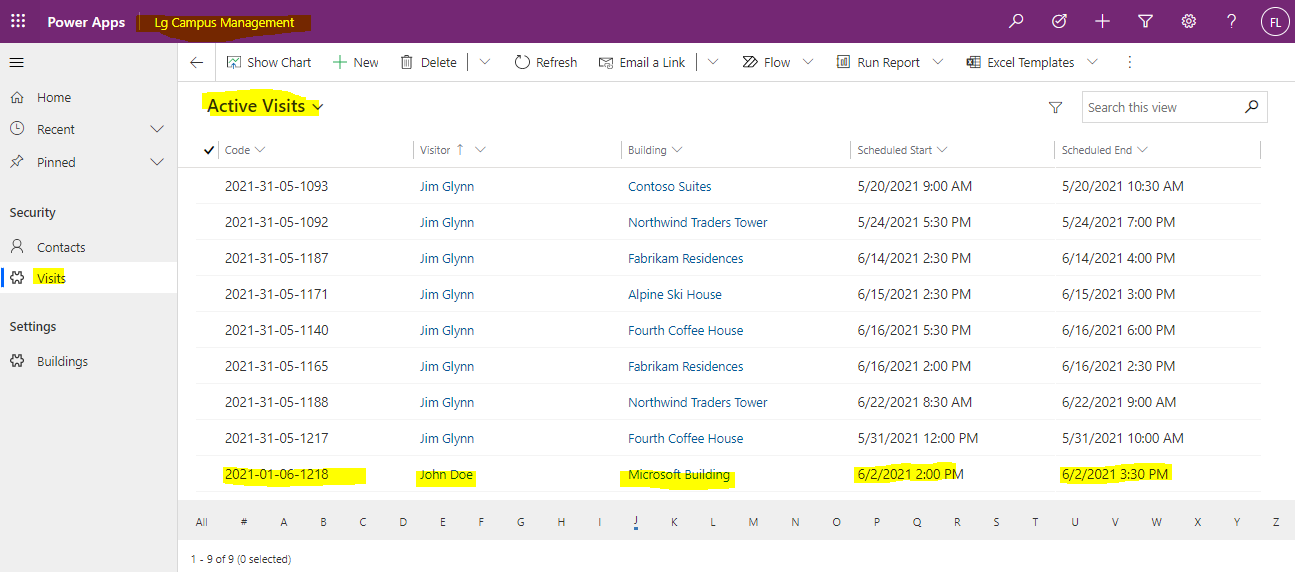 Power Apps Lg Campus Management FL
Show Chart New Delete Refresh Email a Link Flow Run Report Excel Templates
Home
Recent
Pinned
Security
Contacts
Visits
Settings
Buildings
Active Visits Search this view
Code Visitor Building Scheduled Start Scheduled End
2021-31-05-1093 Jim Glynn Contoso Suites 5/20/2021 9:00 AM 5/20/2021 10:30 AM
2021-31-05-1092 Jim Glynn Northwind Traders Tower 5/24/2021 5:30 PM 5/24/2021 7:00 PM
2021-31-05-1187 Jim Glynn Fabrikam Residences 6/14/2021 2:30 PM 6/14/2021 4:00 PM
2021-31-05-1171 Jim Glynn Alpine Ski House 6/15/2021 2:30 PM 6/15/2021 3:00 PM
2021-31-05-1140 Jim Glynn Fourth Coffee House 6/16/2021 5:30 PM 6/16/2021 6:00 PM
2021-31-05-1165 Jim Glynn Fabrikam Residences 6/16/2021 2:00 PM 6/16/2021 2:30 PM
2021-31-05-1188 Jim Glynn Northwind Traders Tower 6/22/2021 8:30 AM 6/22/2021 9:00 AM
2021-31-05-1217 Jim Glynn Fourth Coffee House 5/31/2021 12:00 PM 5/31/2021 10:00 AM
2021-01-06-1218 John Doe Microsoft Building 6/2/2021 2:00 PM 6/2/2021 3:30 PM
All # A B C D E F G H I J K L M N O P Q R S T U V W X Y Z
1 - 9 of 9 (0 selected)